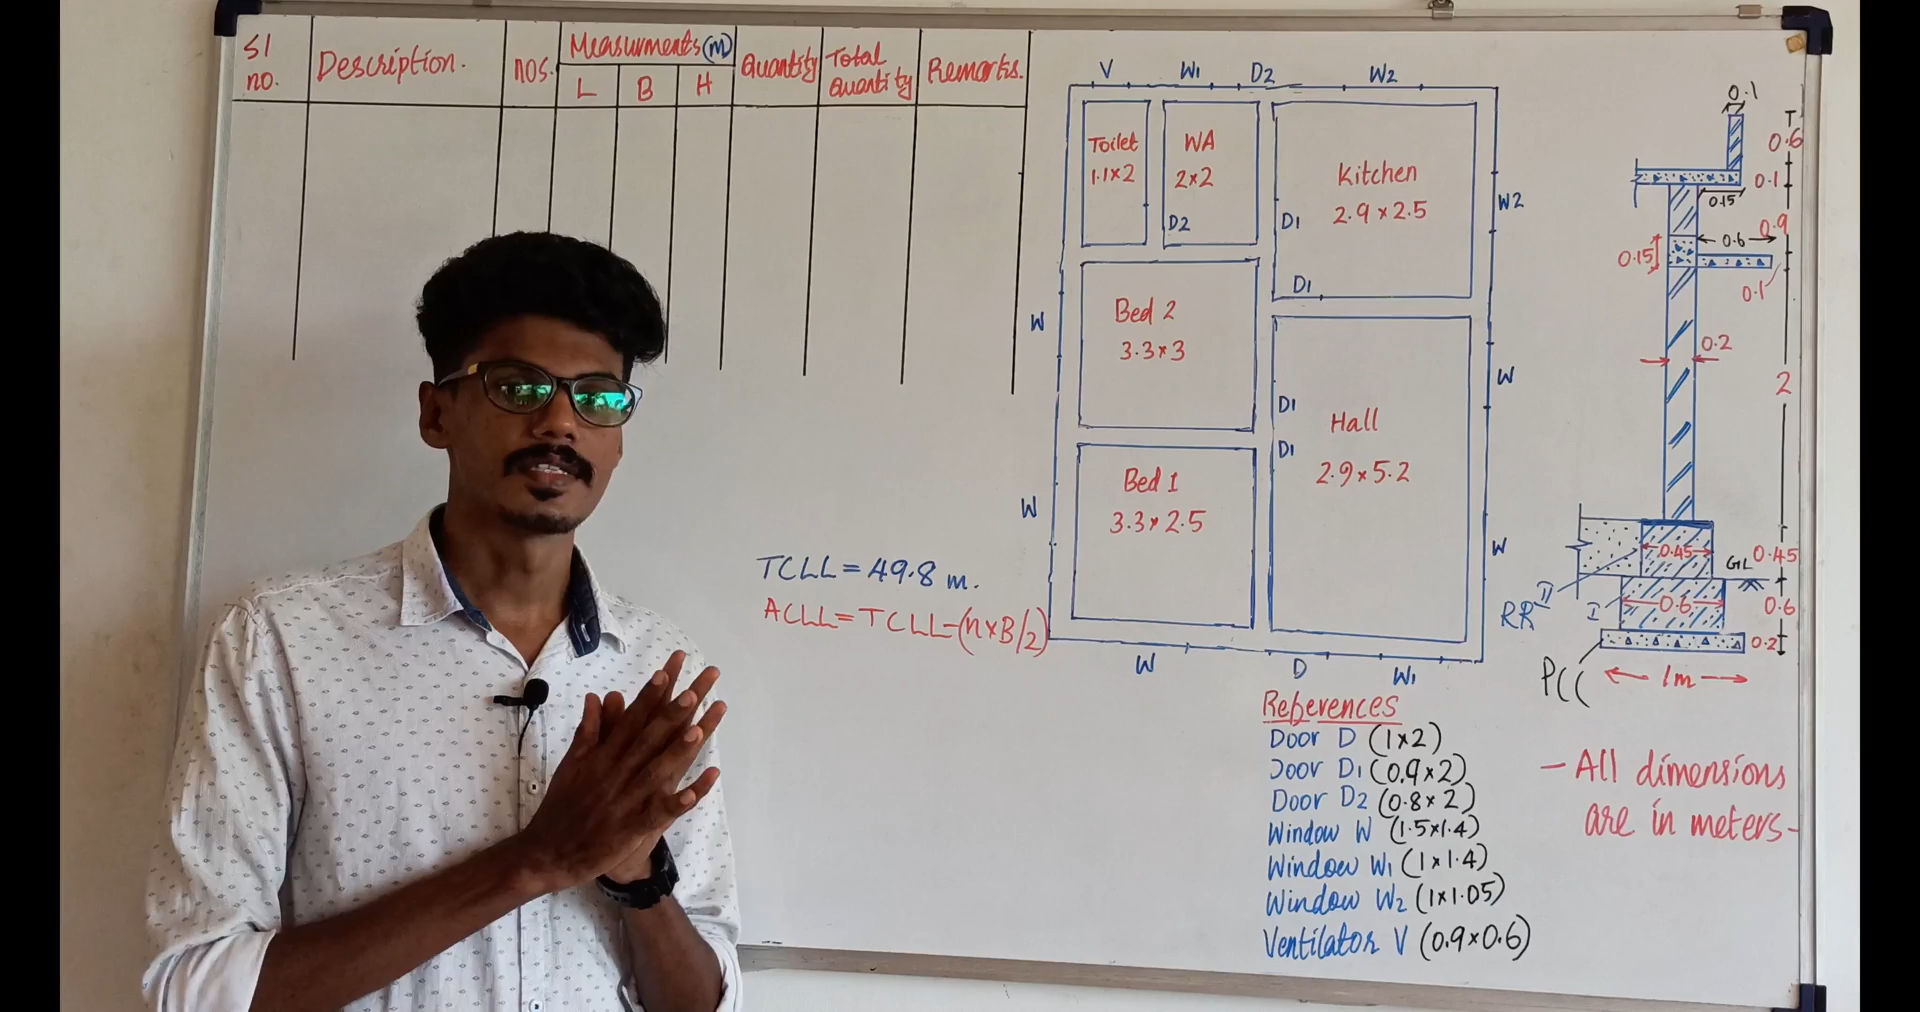 Sl no.
Description.
nos.
Measurments (m)
L B H
Quantity
Total Quantity
Remarks.
V W1 D2 W2
Toilet
1.1×2
WA
2×2
D2
Kitchen
2.9 × 2.5
D1
D1
W2
W
Bed 2
3.3×3
D1
Hall
2.9×5.2
W
D1
Bed 1
3.3×2.5
W
W
W D W1
TCLL = 49.8 m.
ACLL = TCLL-(n×B/2)
0.1
T
0.6
0.1
0.15
0.9
0.6
0.15
0.1
0.2
2
0.45
GL
0.45
II
RR
I
0.6
0.6
0.2
PCC
1m
References
Door D (1×2)
Door D1 (0.9×2)
Door D2 (0.8×2)
Window W (1.5×1.4)
Window W1 (1×1.4)
Window W2 (1×1.05)
Ventilator V (0.9×0.6)
- All dimensions
are in meters-